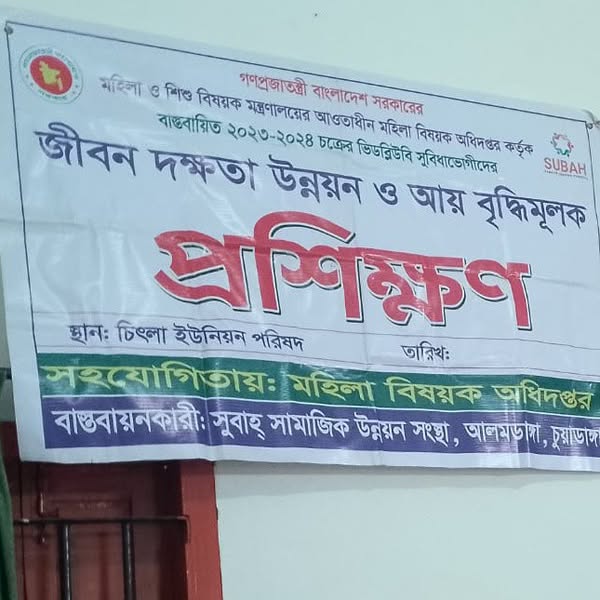 গণপ্রজাতন্ত্রী বাংলাদেশ সরকারের
মহিলা ও শিশু বিষয়ক মন্ত্রণালয়ের আওতাধীন মহিলা বিষয়ক অধিদপ্তর কর্তৃক
বাস্তবায়িত ২০২৩-২০২৪ চক্রের ভিডব্লিউবি সুবিধাভোগীদের
SUBAH
জীবন দক্ষতা উন্নয়ন ও আয় বৃদ্ধিমূলক
প্রশিক্ষণ
স্থান: চিৎলা ইউনিয়ন পরিষদ
তারিখ:
সহযোগিতায়: মহিলা বিষয়ক অধিদপ্তর
বাস্তবায়নকারী: সুবাহ্ সামাজিক উন্নয়ন সংস্থা, আলমডাঙ্গা, চুয়াডাঙ্গা